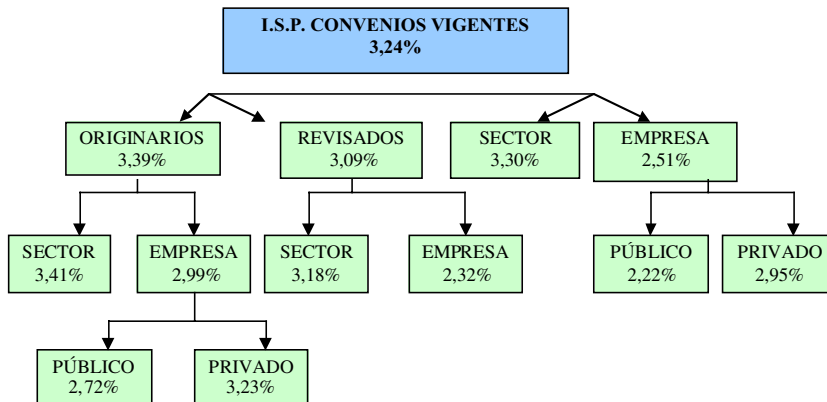 I.S.P. CONVENIOS VIGENTES
3,24%
ORIGINARIOS
3,39%
REVISADOS
3,09%
SECTOR
3,30%
EMPRESA
2,51%
SECTOR
3,41%
EMPRESA
2,99%
SECTOR
3,18%
EMPRESA
2,32%
PÚBLICO
2,22%
PRIVADO
2,95%
PÚBLICO
2,72%
PRIVADO
3,23%